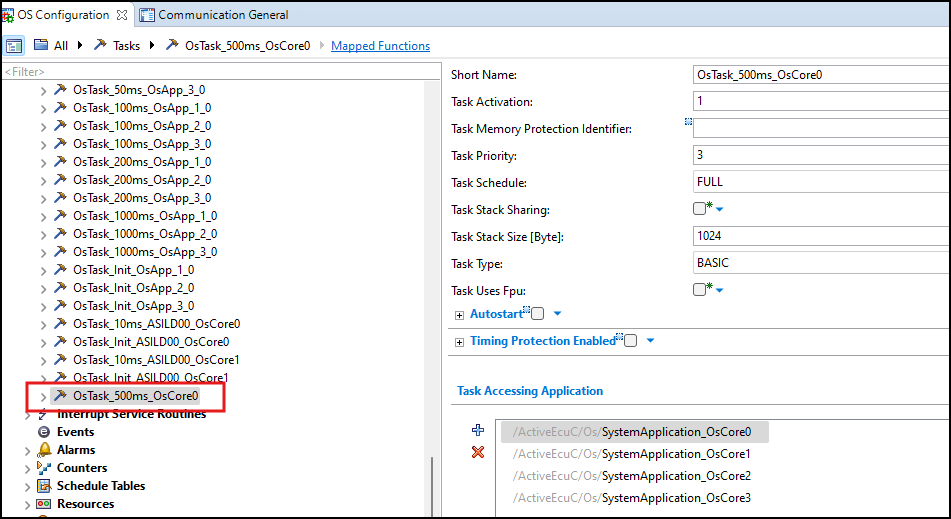 OS Configuration
Communication General
All
Tasks
OsTask_500ms_OsCore0
Mapped Functions
<Filter>
OsTask_50ms_OsApp_3_0
OsTask_100ms_OsApp_1_0
OsTask_100ms_OsApp_2_0
OsTask_100ms_OsApp_3_0
OsTask_200ms_OsApp_1_0
OsTask_200ms_OsApp_2_0
OsTask_200ms_OsApp_3_0
OsTask_1000ms_OsApp_1_0
OsTask_1000ms_OsApp_2_0
OsTask_1000ms_OsApp_3_0
OsTask_Init_OsApp_1_0
OsTask_Init_OsApp_2_0
OsTask_Init_OsApp_3_0
OsTask_10ms_ASILD00_OsCore0
OsTask_Init_ASILD00_OsCore0
OsTask_10ms_ASILD00_OsCore1
OsTask_Init_ASILD00_OsCore1
OsTask_500ms_OsCore0
Interrupt Service Routines
Events
Alarms
Counters
Schedule Tables
Resources
Short Name: OsTask_500ms_OsCore0
Task Activation: 1
Task Memory Protection Identifier:
Task Priority: 3
Task Schedule: FULL
Task Stack Sharing:
Task Stack Size [Byte]: 1024
Task Type: BASIC
Task Uses Fpu:
Autostart
Timing Protection Enabled
Task Accessing Application
/ActiveEcuC/Os/SystemApplication_OsCore0
/ActiveEcuC/Os/SystemApplication_OsCore1
/ActiveEcuC/Os/SystemApplication_OsCore2
/ActiveEcuC/Os/SystemApplication_OsCore3